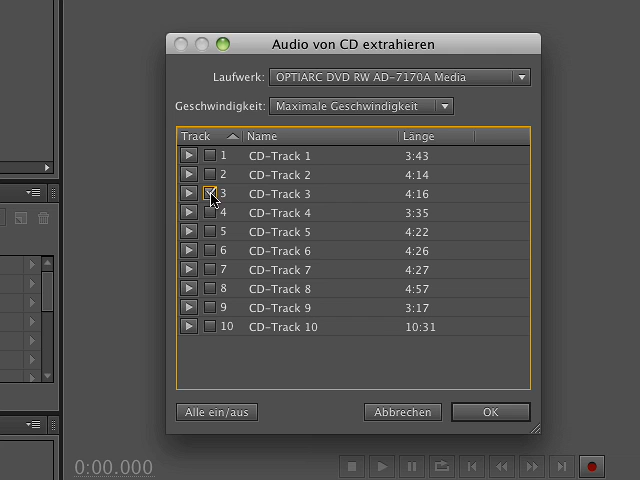 Audio von CD extrahieren
Laufwerk: OPTIARC DVD RW AD-7170A Media
Geschwindigkeit: Maximale Geschwindigkeit
Track Name Länge
1 CD-Track 1 3:43
2 CD-Track 2 4:14
3 CD-Track 3 4:16
4 CD-Track 4 3:35
5 CD-Track 5 4:22
6 CD-Track 6 4:26
7 CD-Track 7 4:27
8 CD-Track 8 4:57
9 CD-Track 9 3:17
10 CD-Track 10 10:31
Alle ein/aus Abbrechen OK
0:00.000